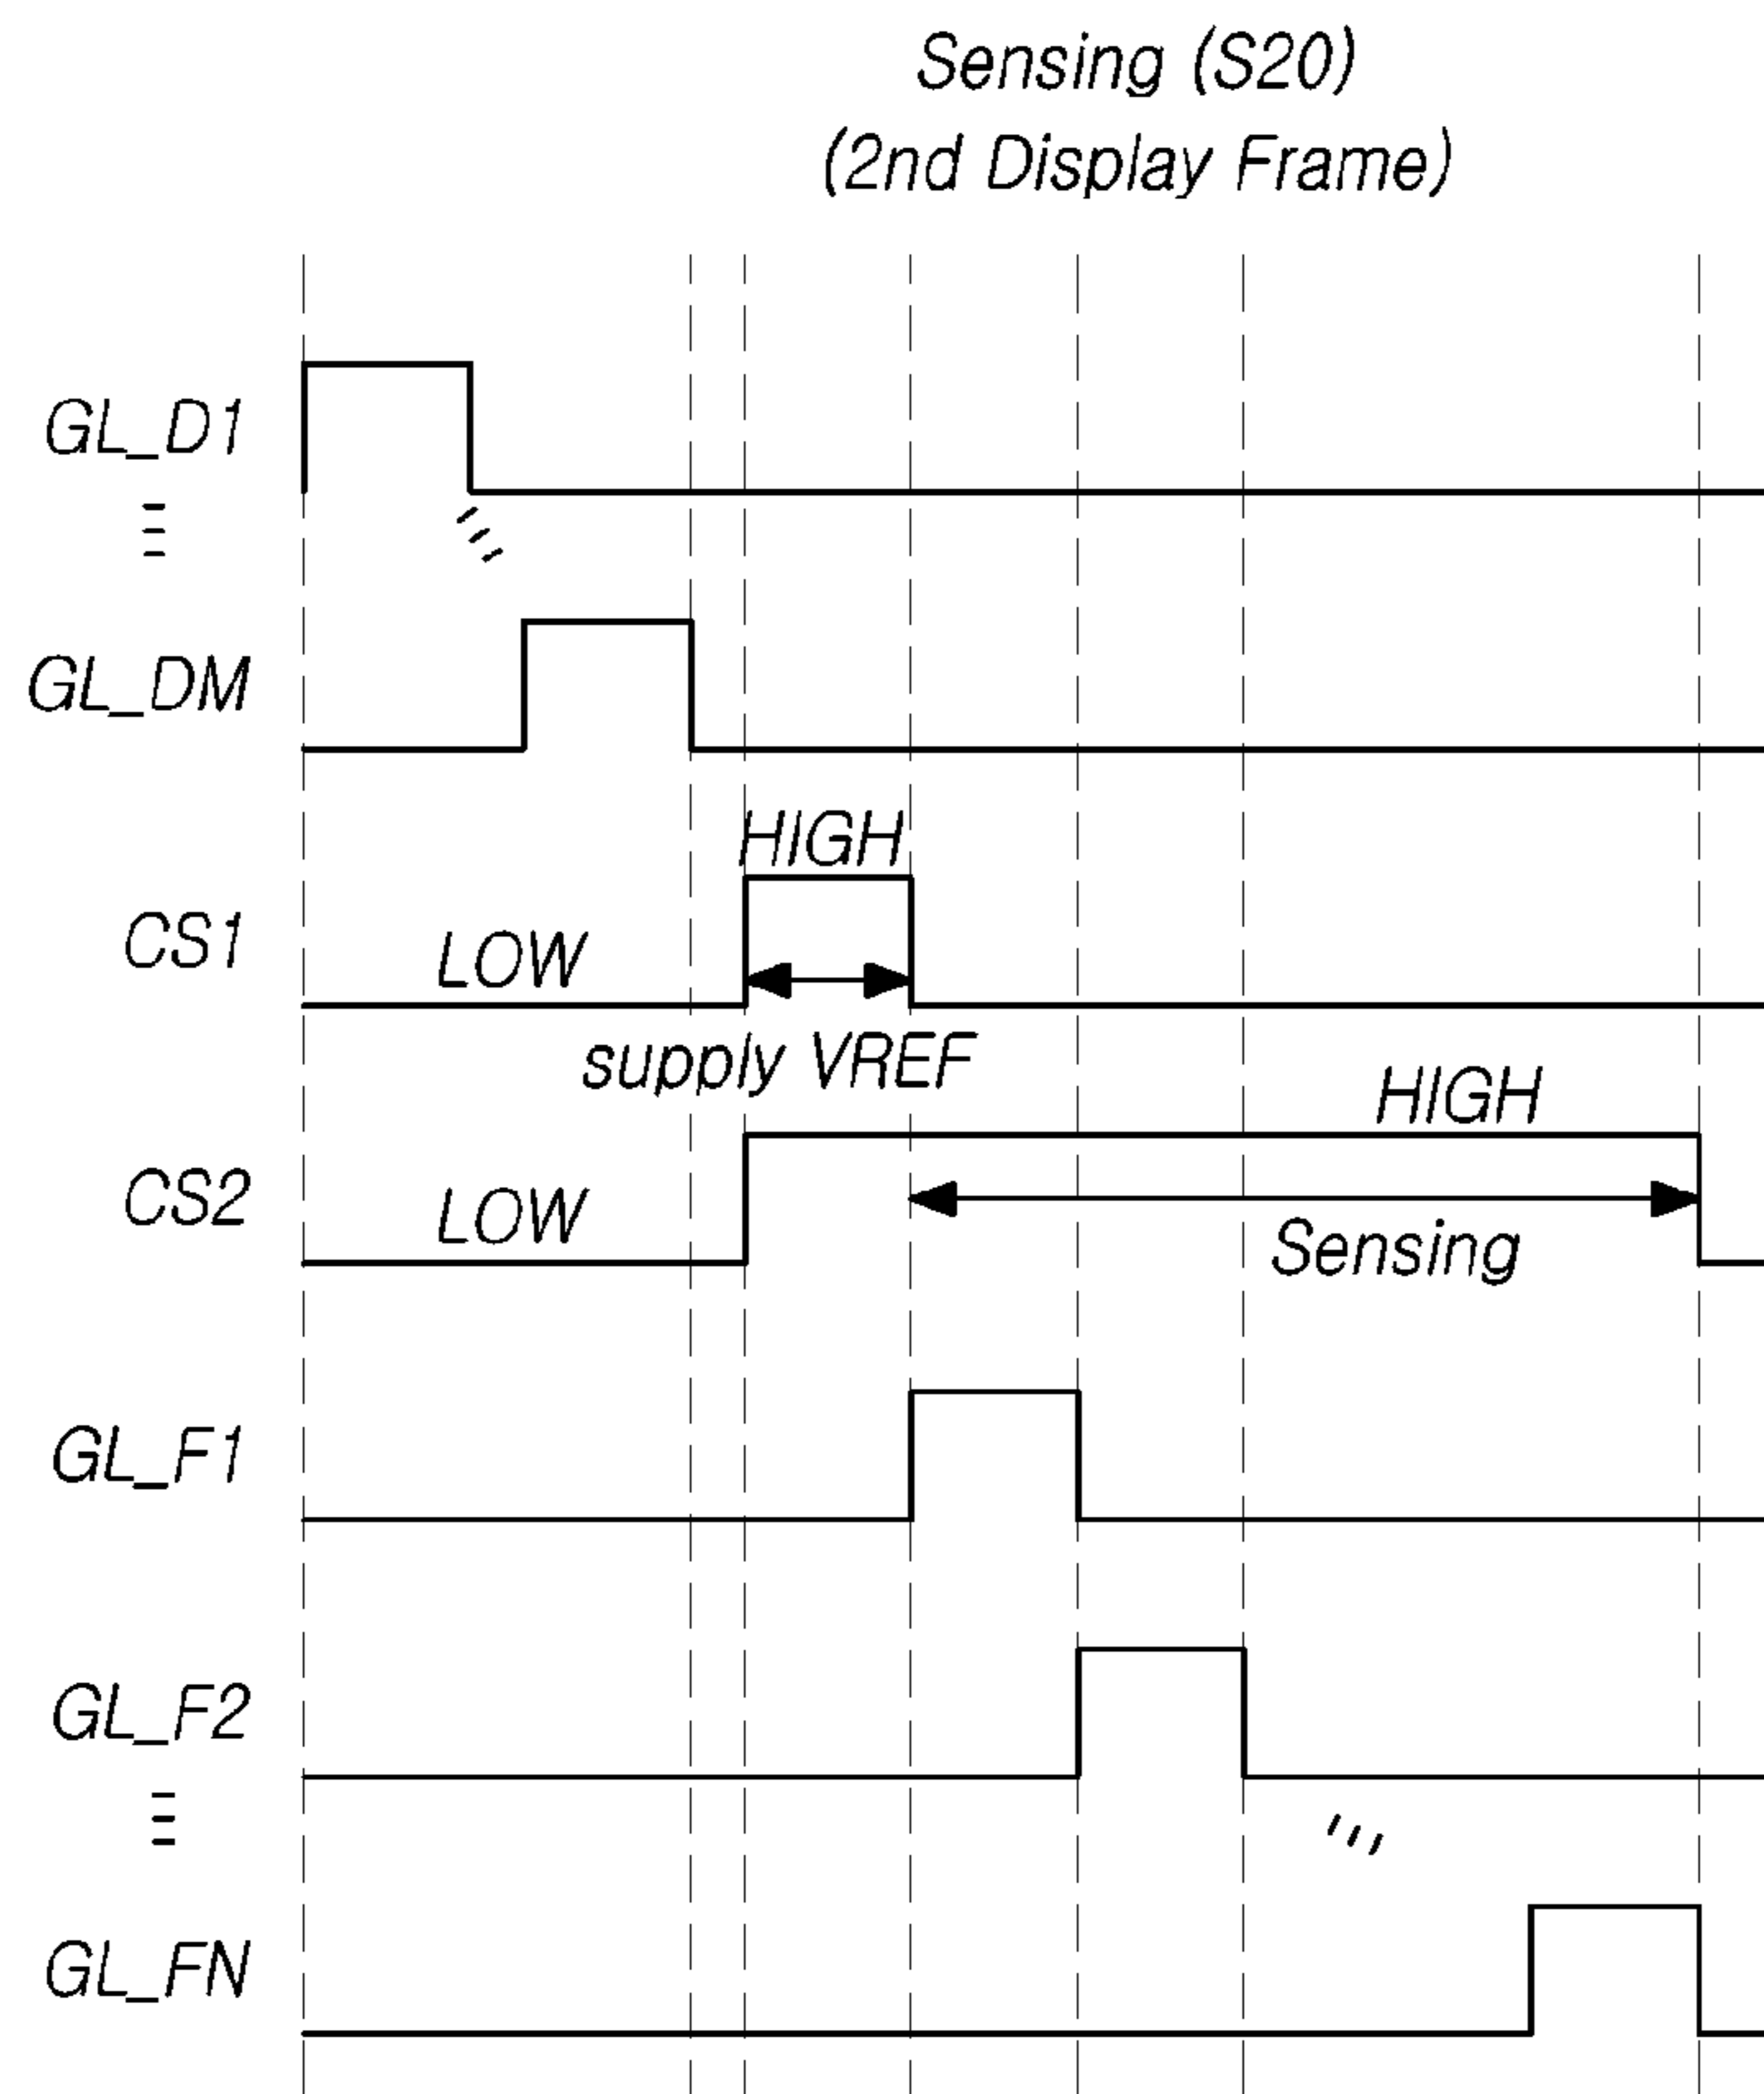 Sensing (S20)
(2nd Display Frame)
GL_D1
GL_DM
HIGH
CS1
LOW
supply VREF
HIGH
CS2
LOW
Sensing
GL_F1
GL_F2
GL_FN